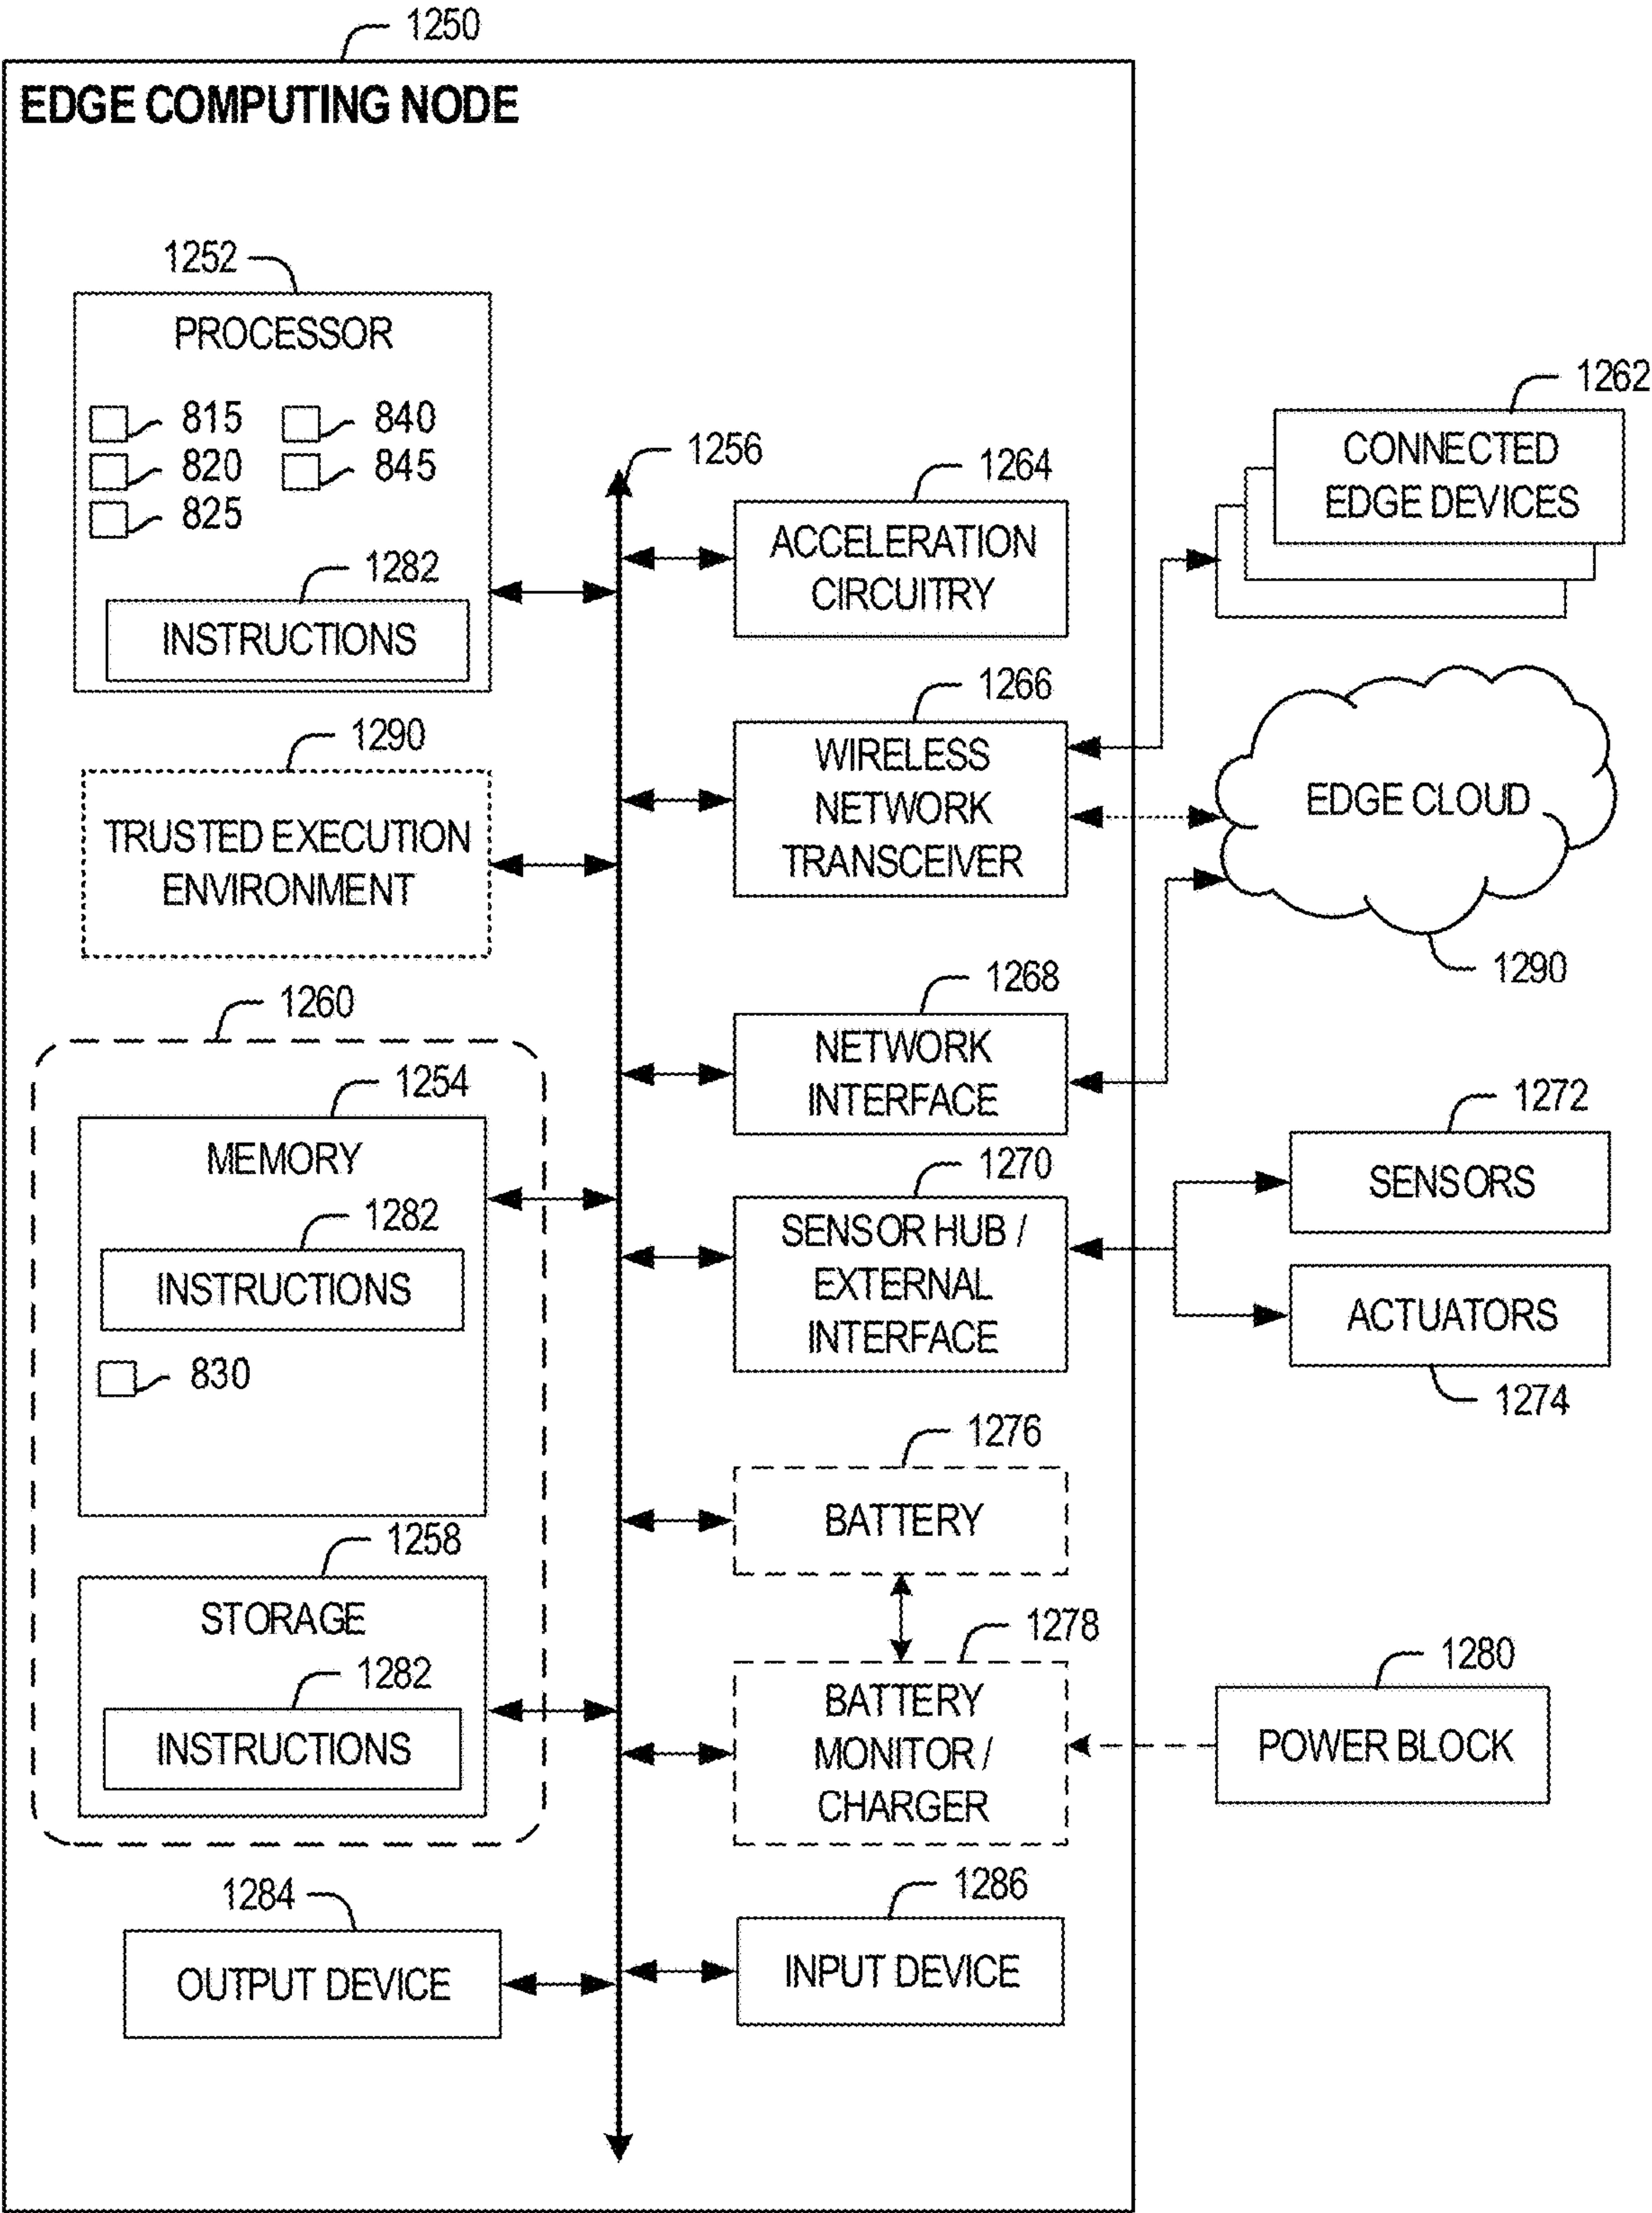 1250
EDGE COMPUTING NODE
1252
PROCESSOR
815
840
820
845
825
1282
INSTRUCTIONS
1256
1264
ACCELERATION
CIRCUITRY
1262
CONNECTED
EDGE DEVICES
1290
TRUSTED EXECUTION
ENVIRONMENT
1266
WIRELESS
NETWORK
TRANSCEIVER
EDGE CLOUD
1290
1260
1254
MEMORY
1282
INSTRUCTIONS
830
1268
NETWORK
INTERFACE
1270
SENSOR HUB /
EXTERNAL
INTERFACE
1272
SENSORS
ACTUATORS
1274
1276
BATTERY
1258
STORAGE
1282
INSTRUCTIONS
1278
BATTERY
MONITOR /
CHARGER
1280
POWER BLOCK
1284
OUTPUT DEVICE
1286
INPUT DEVICE